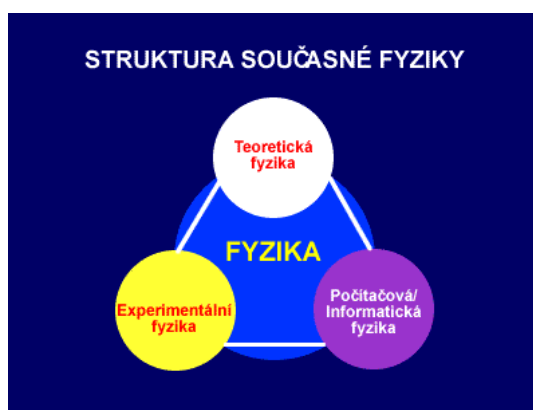 STRUKTURA SOUČASNÉ FYZIKY
Teoretická
fyzika
FYZIKA
Experimentální
fyzika
Počítačová/
Informatická
fyzika